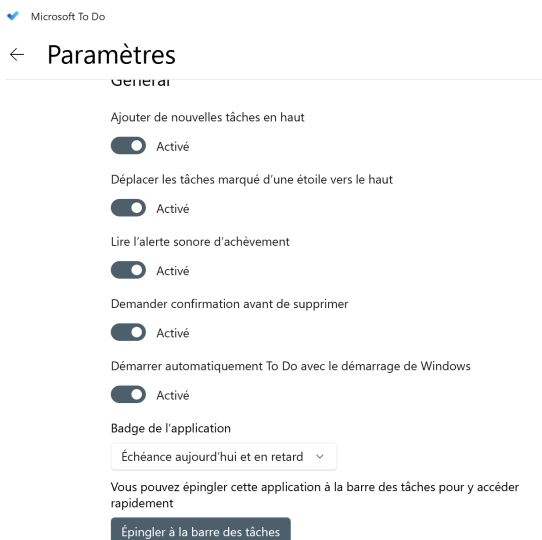 Microsoft To Do
Paramètres
Général
Ajouter de nouvelles tâches en haut
Activé
Déplacer les tâches marqué d'une étoile vers le haut
Activé
Lire l'alerte sonore d'achèvement
Activé
Demander confirmation avant de supprimer
Activé
Démarrer automatiquement To Do avec le démarrage de Windows
Activé
Badge de l'application
Échéance aujourd'hui et en retard
Vous pouvez épingler cette application à la barre des tâches pour y accéder
rapidement
Épingler à la barre des tâches